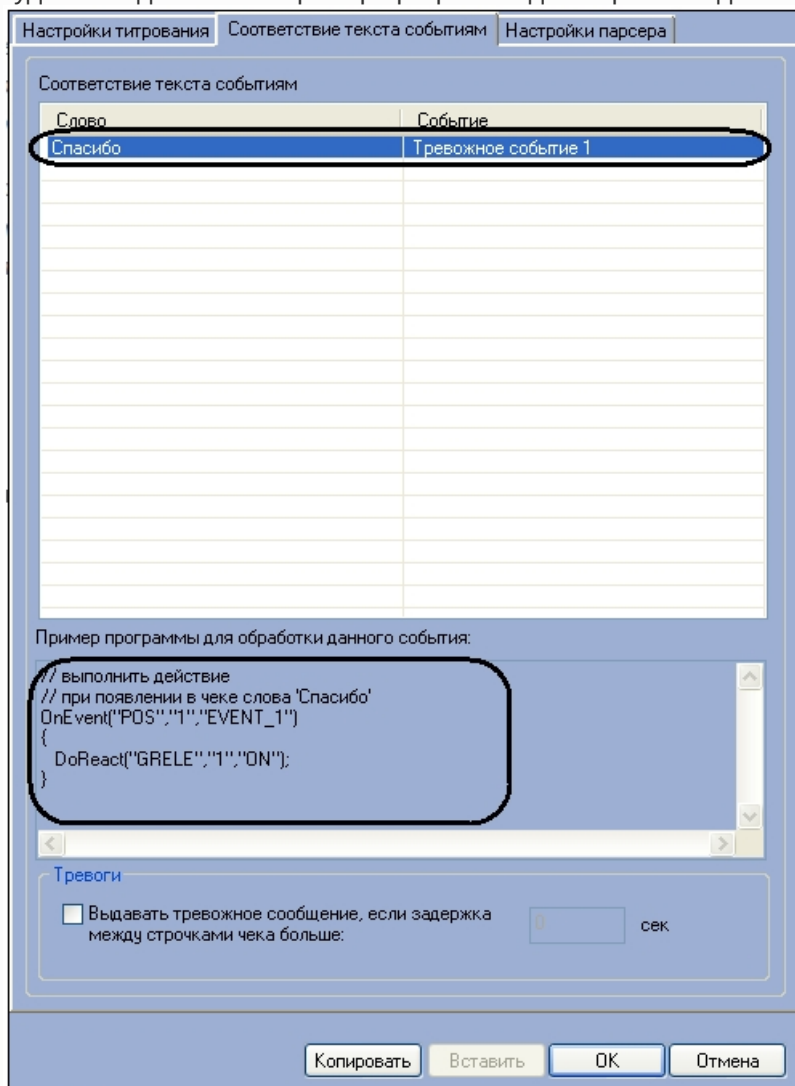 Настройки титрования Соответствие текста событиям Настройки парсера
Соответствие текста событиям
Слово Событие
Спасибо Тревожное событие 1
Пример программы для обработки данного события:
// выполнить действие
// при появлении в чеке слова 'Спасибо'
OnEvent("POS","1","EVENT_1")
{
DoReact("GRELE","1","ON");
}
Тревоги
Выдавать тревожное сообщение, если задержка
между строчками чека больше: 0 сек
Копировать Вставить OK Отмена